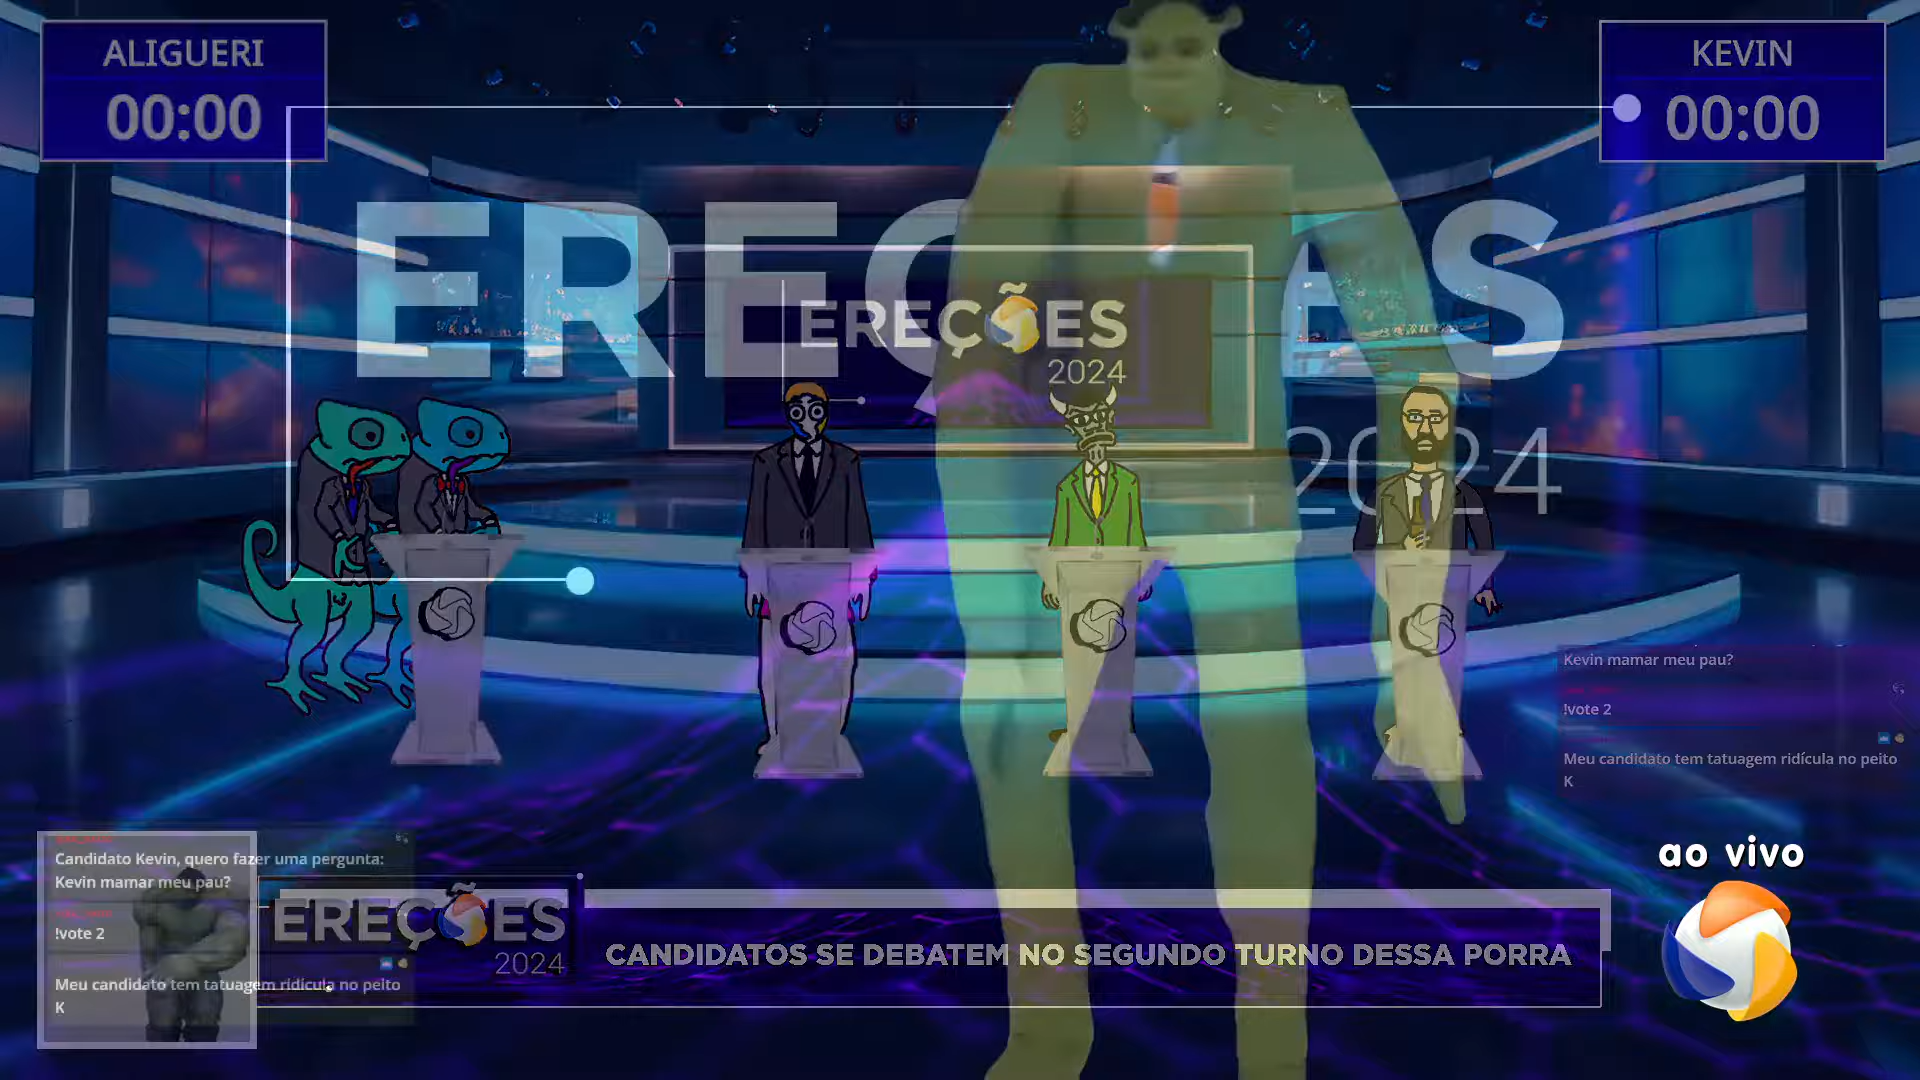 ALIGUERI
00:00
KEVIN
00:00
EREÇÕES
2024
EREÇÕES
2024
Kevin mamar meu pau?
!vote 2
Meu candidato tem tatuagem ridícula no peito
K
Candidato Kevin, quero fazer uma pergunta:
Kevin mamar meu pau?
!vote 2
Meu candidato tem tatuagem ridícula no peito
K
EREÇÕES
2024
CANDIDATOS SE DEBATEM NO SEGUNDO TURNO DESSA PORRA
ao vivo